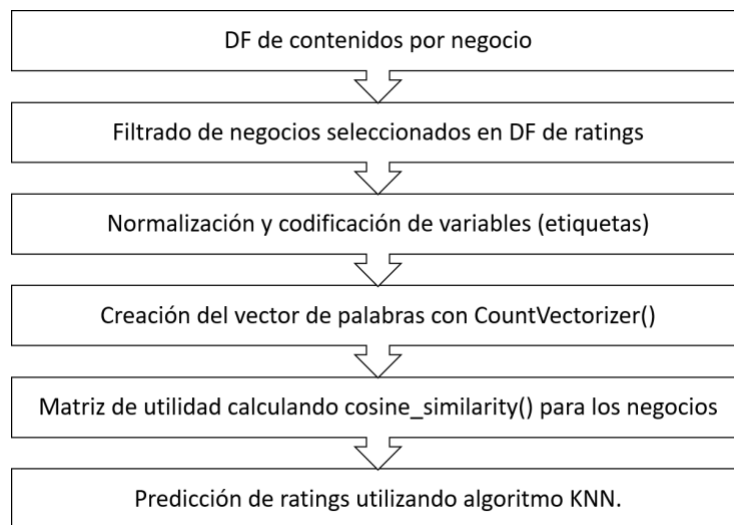 DF de contenidos por negocio
Filtrado de negocios seleccionados en DF de ratings
Normalización y codificación de variables (etiquetas)
Creación del vector de palabras con CountVectorizer()
Matriz de utilidad calculando cosine_similarity() para los negocios
Predicción de ratings utilizando algoritmo KNN.